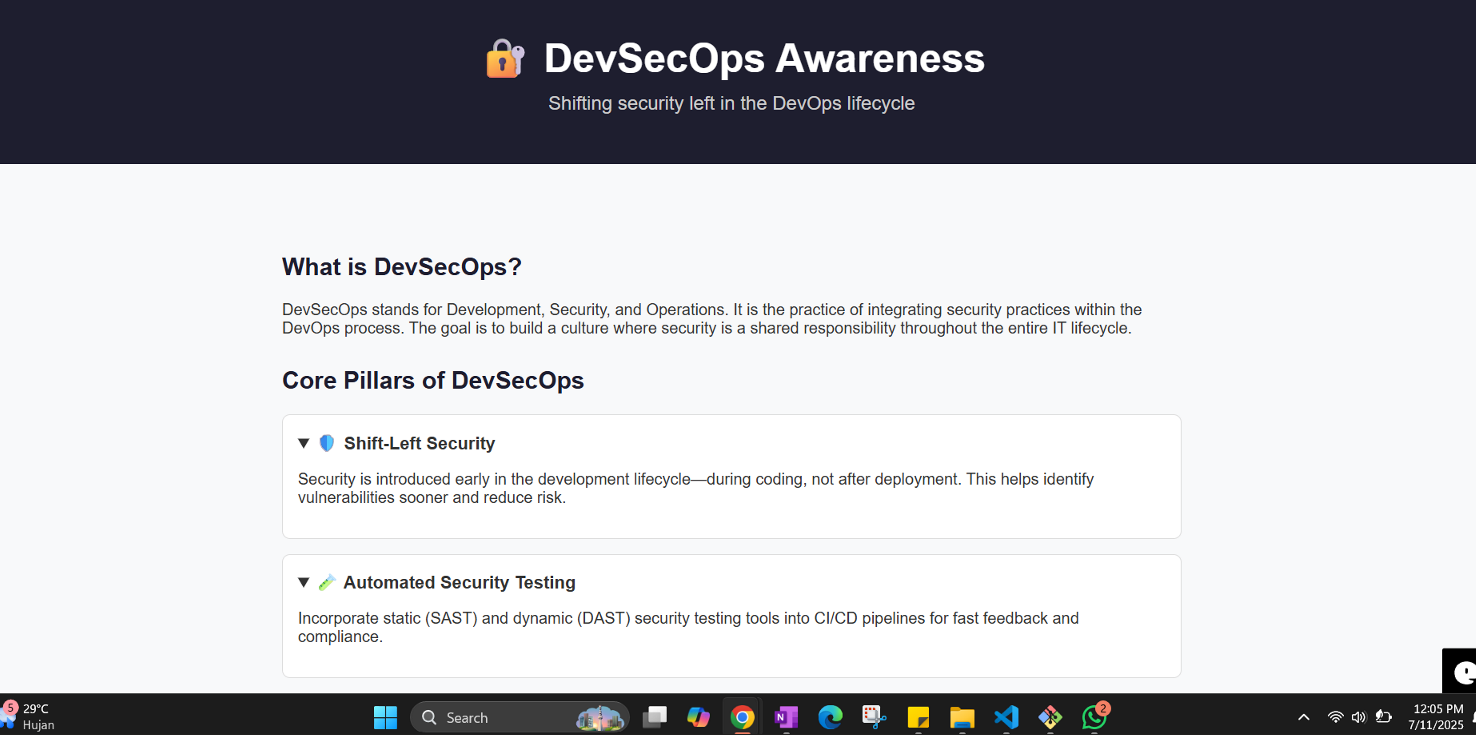 DevSecOps Awareness
Shifting security left in the DevOps lifecycle
What is DevSecOps?
DevSecOps stands for Development, Security, and Operations. It is the practice of integrating security practices within the
DevOps process. The goal is to build a culture where security is a shared responsibility throughout the entire IT lifecycle.
Core Pillars of DevSecOps
Shift-Left Security
Security is introduced early in the development lifecycle—during coding, not after deployment. This helps identify
vulnerabilities sooner and reduce risk.
Automated Security Testing
Incorporate static (SAST) and dynamic (DAST) security testing tools into CI/CD pipelines for fast feedback and
compliance.
5
29°C
Hujan
Search
N
2
12:05 PM
7/11/2025